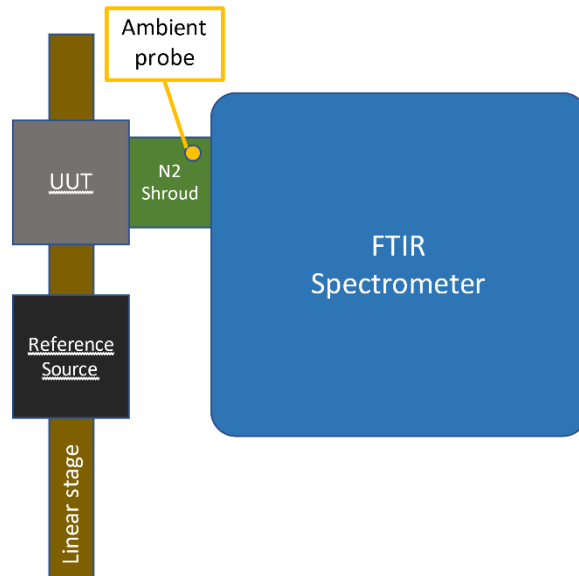 Ambient
probe
UUT
N2
Shroud
FTIR
Spectrometer
Reference
Source
Linear stage